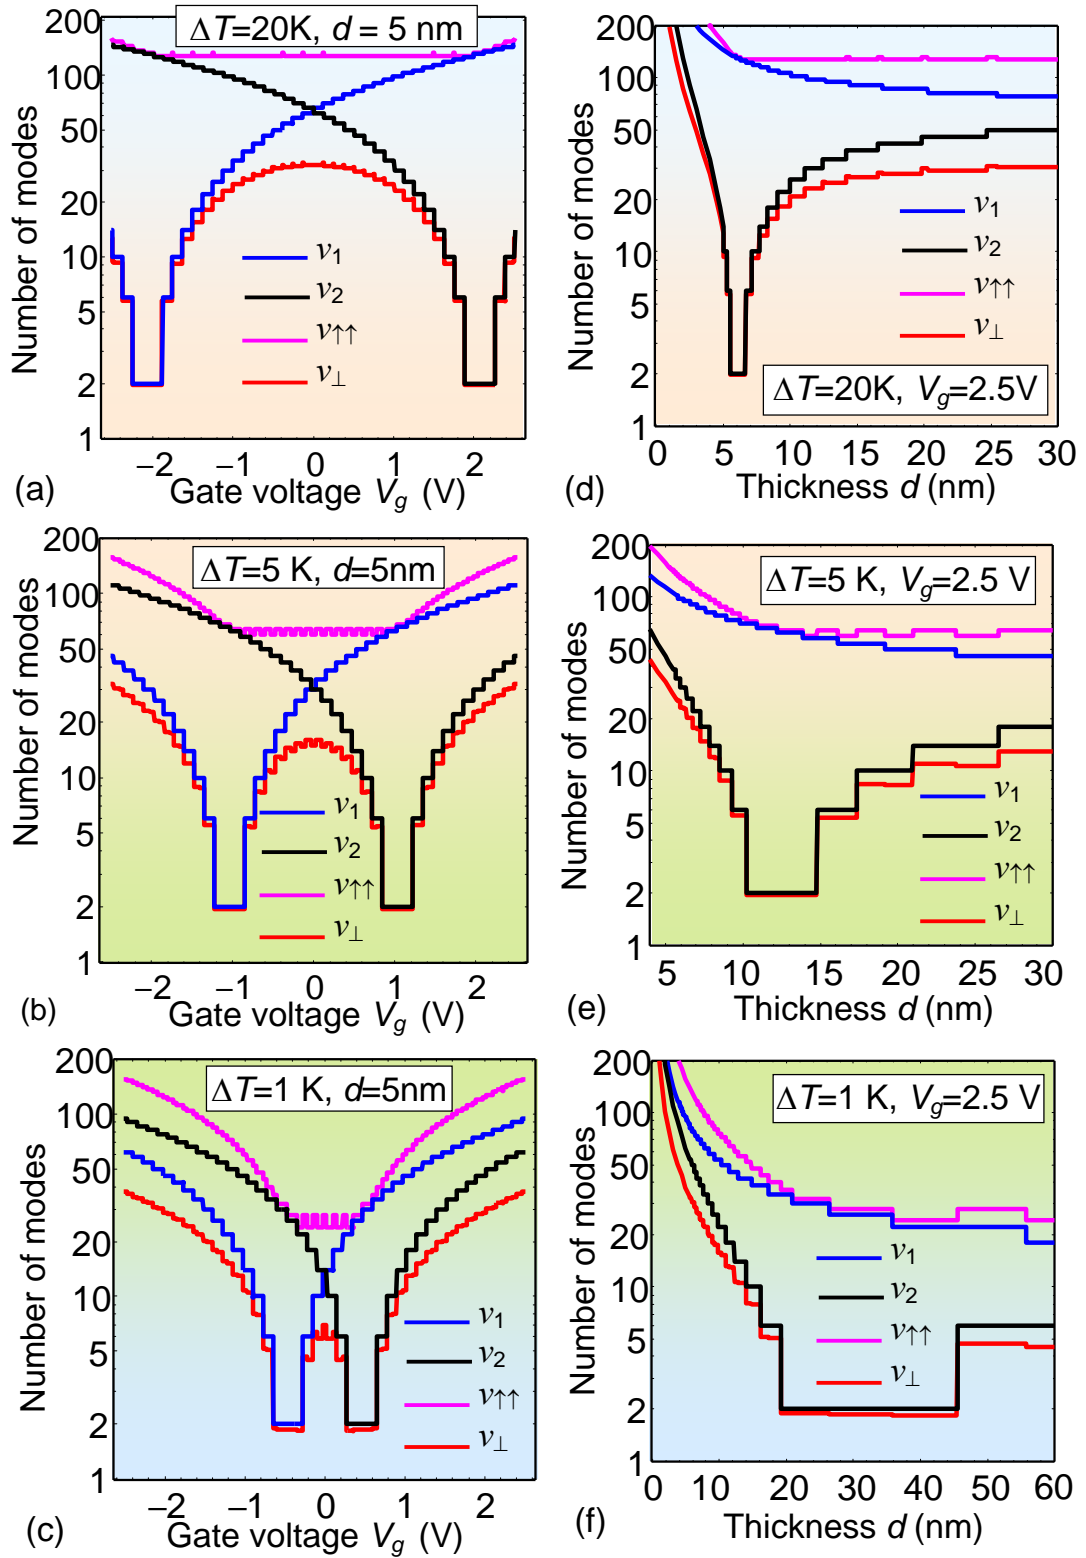 ΔT=20K, d = 5 nm
Number of modes
200
100
50
20
10
5
2
1
ν1
ν2
ν↑↑
ν⊥
−2 −1 0 1 2
(a) Gate voltage Vg (V)
ΔT=20K, Vg=2.5V
Number of modes
200
100
50
20
10
5
2
1
ν1
ν2
ν↑↑
ν⊥
0 5 10 15 20 25 30
(d) Thickness d (nm)
ΔT=5 K, d=5nm
Number of modes
200
100
50
20
10
5
2
1
ν1
ν2
ν↑↑
ν⊥
−2 −1 0 1 2
(b) Gate voltage Vg (V)
ΔT=5 K, Vg=2.5 V
Number of modes
200
100
50
20
10
5
2
1
ν1
ν2
ν↑↑
ν⊥
5 10 15 20 25 30
(e) Thickness d (nm)
ΔT=1 K, d=5nm
Number of modes
200
100
50
20
10
5
2
1
ν1
ν2
ν↑↑
ν⊥
−2 −1 0 1 2
(c) Gate voltage Vg (V)
ΔT=1 K, Vg=2.5 V
Number of modes
200
100
50
20
10
5
2
1
ν1
ν2
ν↑↑
ν⊥
0 10 20 30 40 50 60
(f) Thickness d (nm)